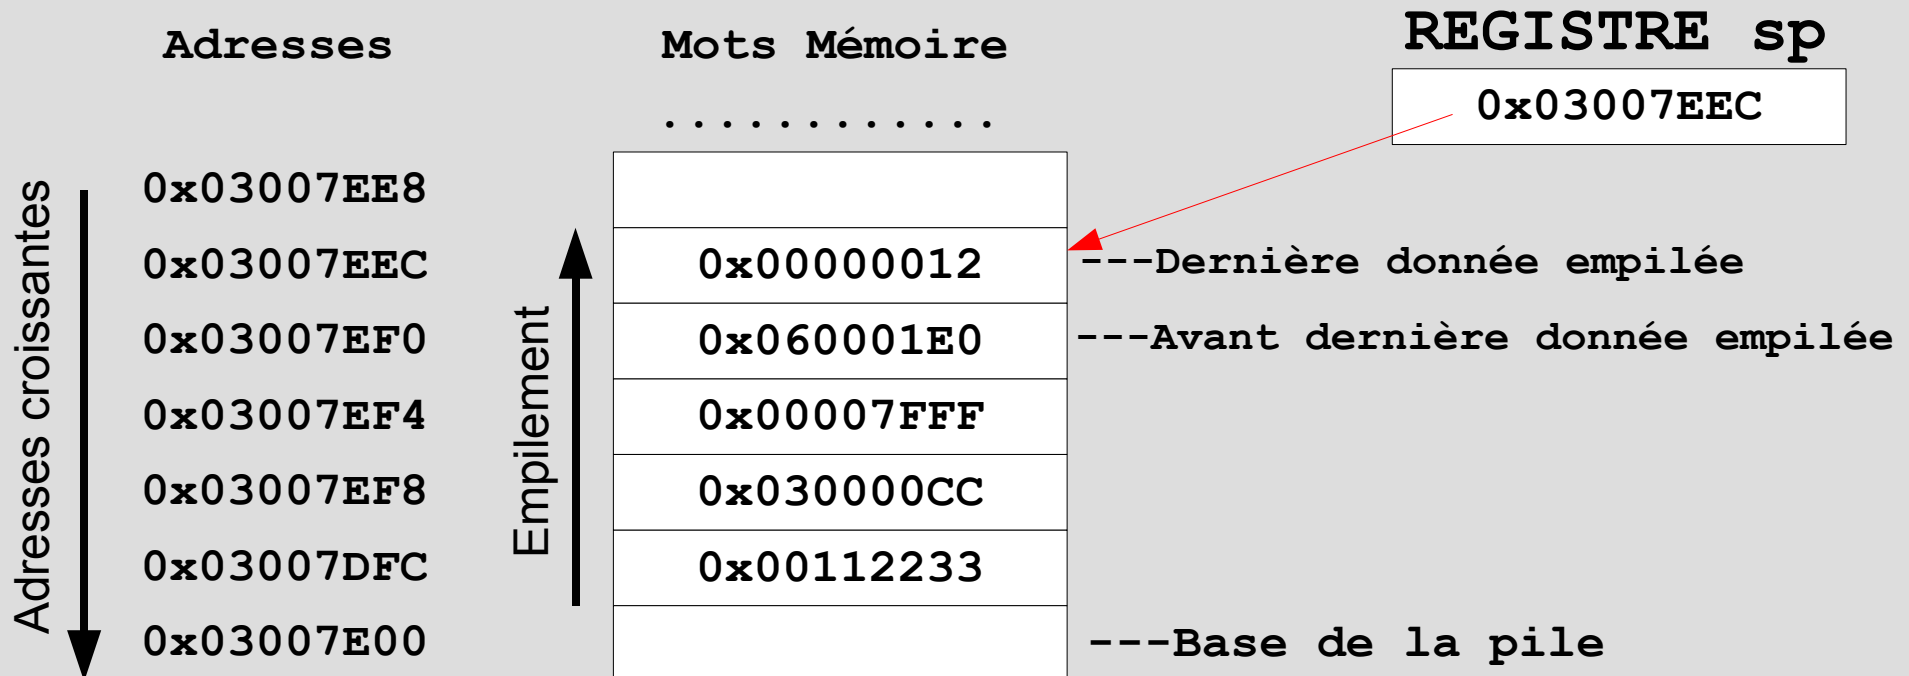 REGISTRE sp
Adresses Mots Mémoire
0x03007EEC
............
0x03007EE8
0x03007EEC 0x00000012 ---Dernière donnée empilée
0x03007EF0 0x060001E0 ---Avant dernière donnée empilée
0x03007EF4 0x00007FFF
0x03007EF8 0x030000CC
0x03007DFC 0x00112233
0x03007E00 ---Base de la pile
Adresses croissantes
Empilement